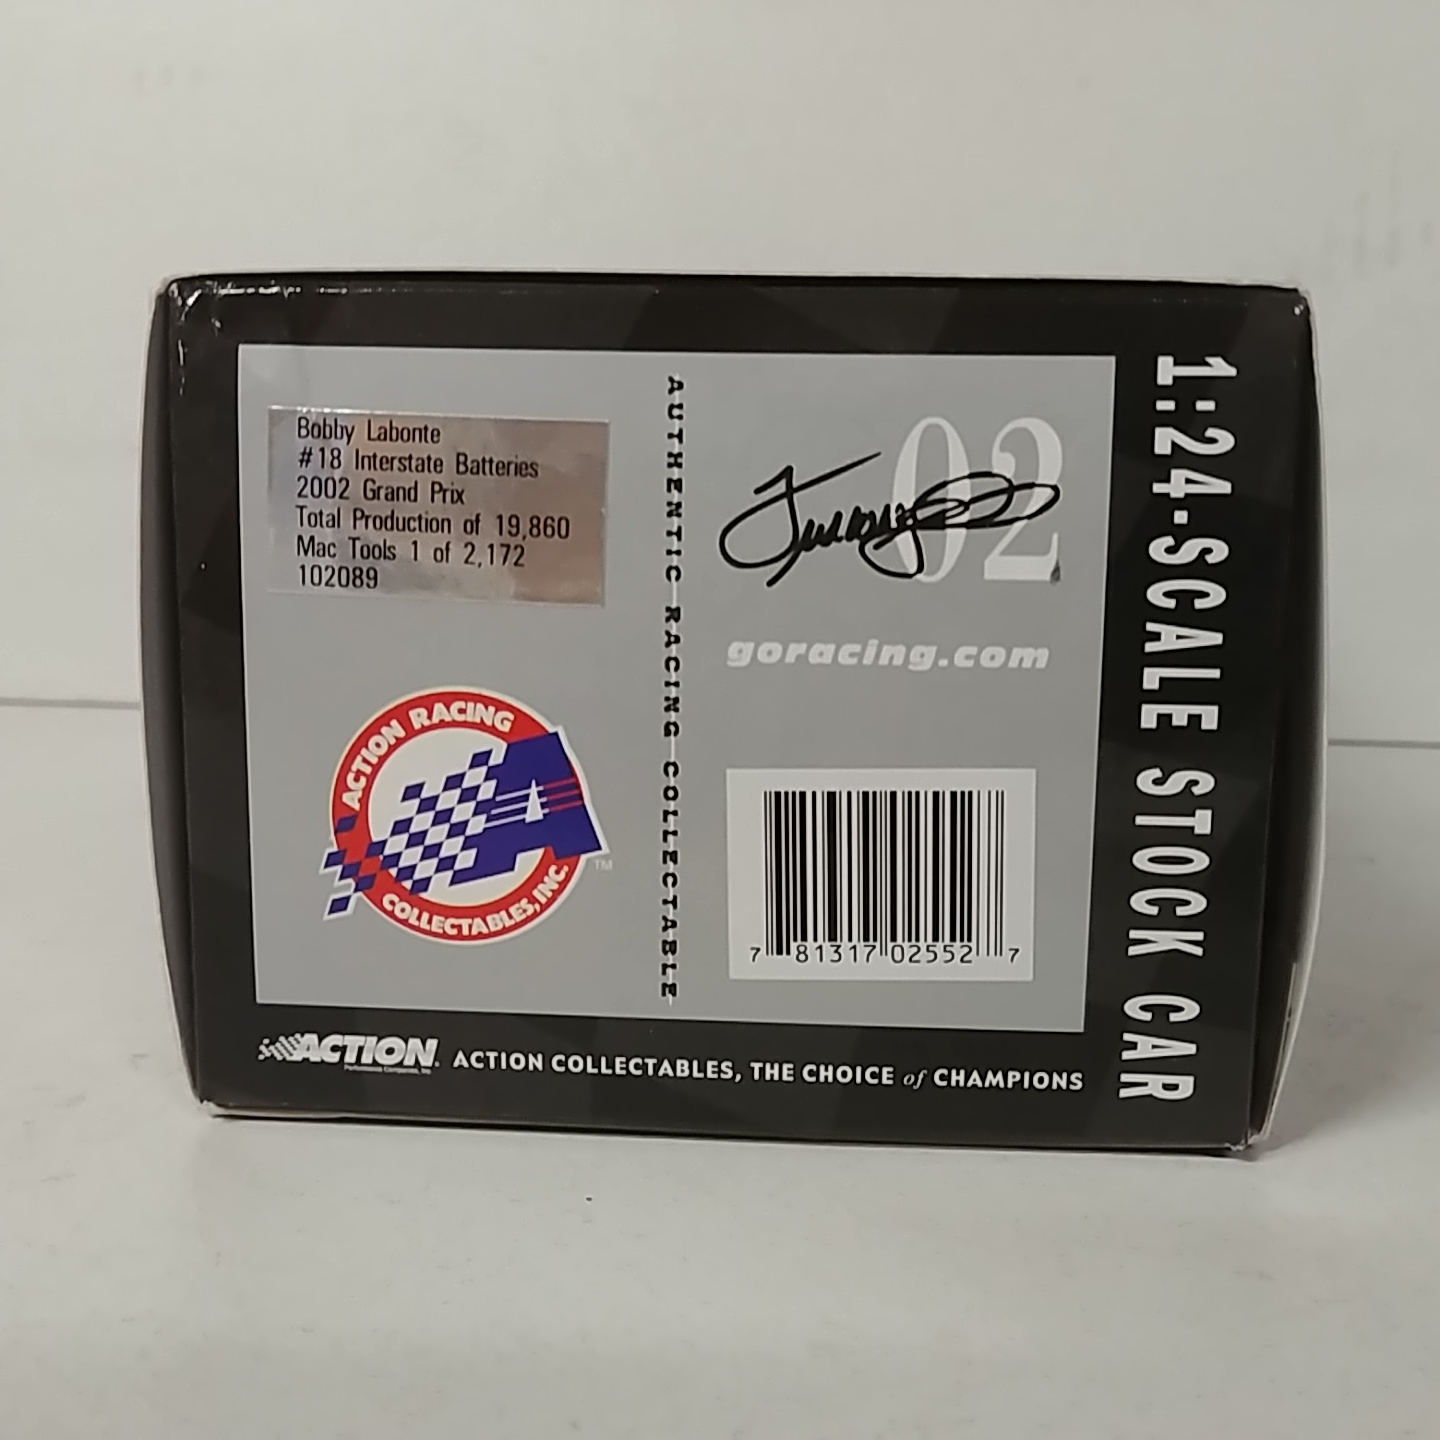 Bobby Labonte
#18 Interstate Batteries
2002 Grand Prix
Total Production of 19,860
Mac Tools 1 of 2,172
102089
ACTION RACING
COLLECTABLES, INC.
TM
AUTHENTIC RACING COLLECTABLE
02
goracing.com
7 81317 02552 7
1:24-SCALE STOCK CAR
ACTION
ACTION COLLECTABLES, THE CHOICE of CHAMPIONS